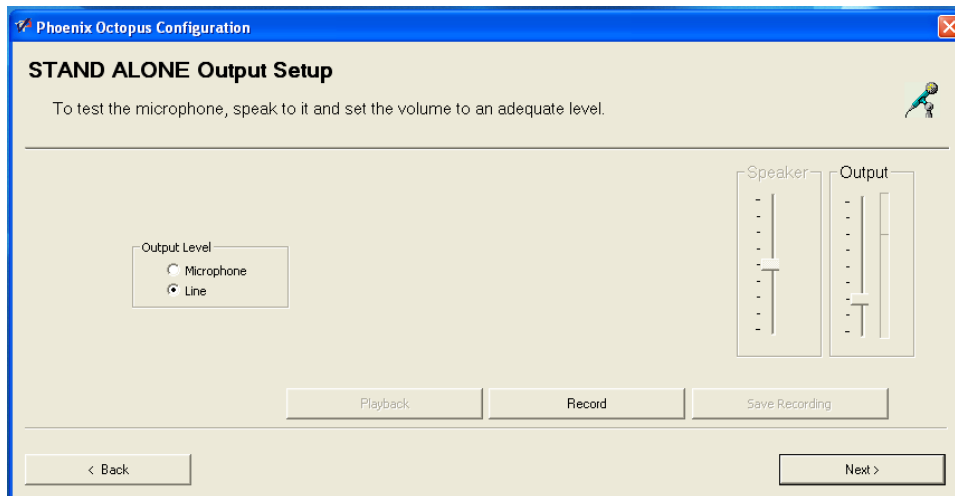 Phoenix Octopus Configuration
STAND ALONE Output Setup
To test the microphone, speak to it and set the volume to an adequate level.
Speaker Output
Output Level
Microphone
Line
Playback Record Save Recording
< Back Next >